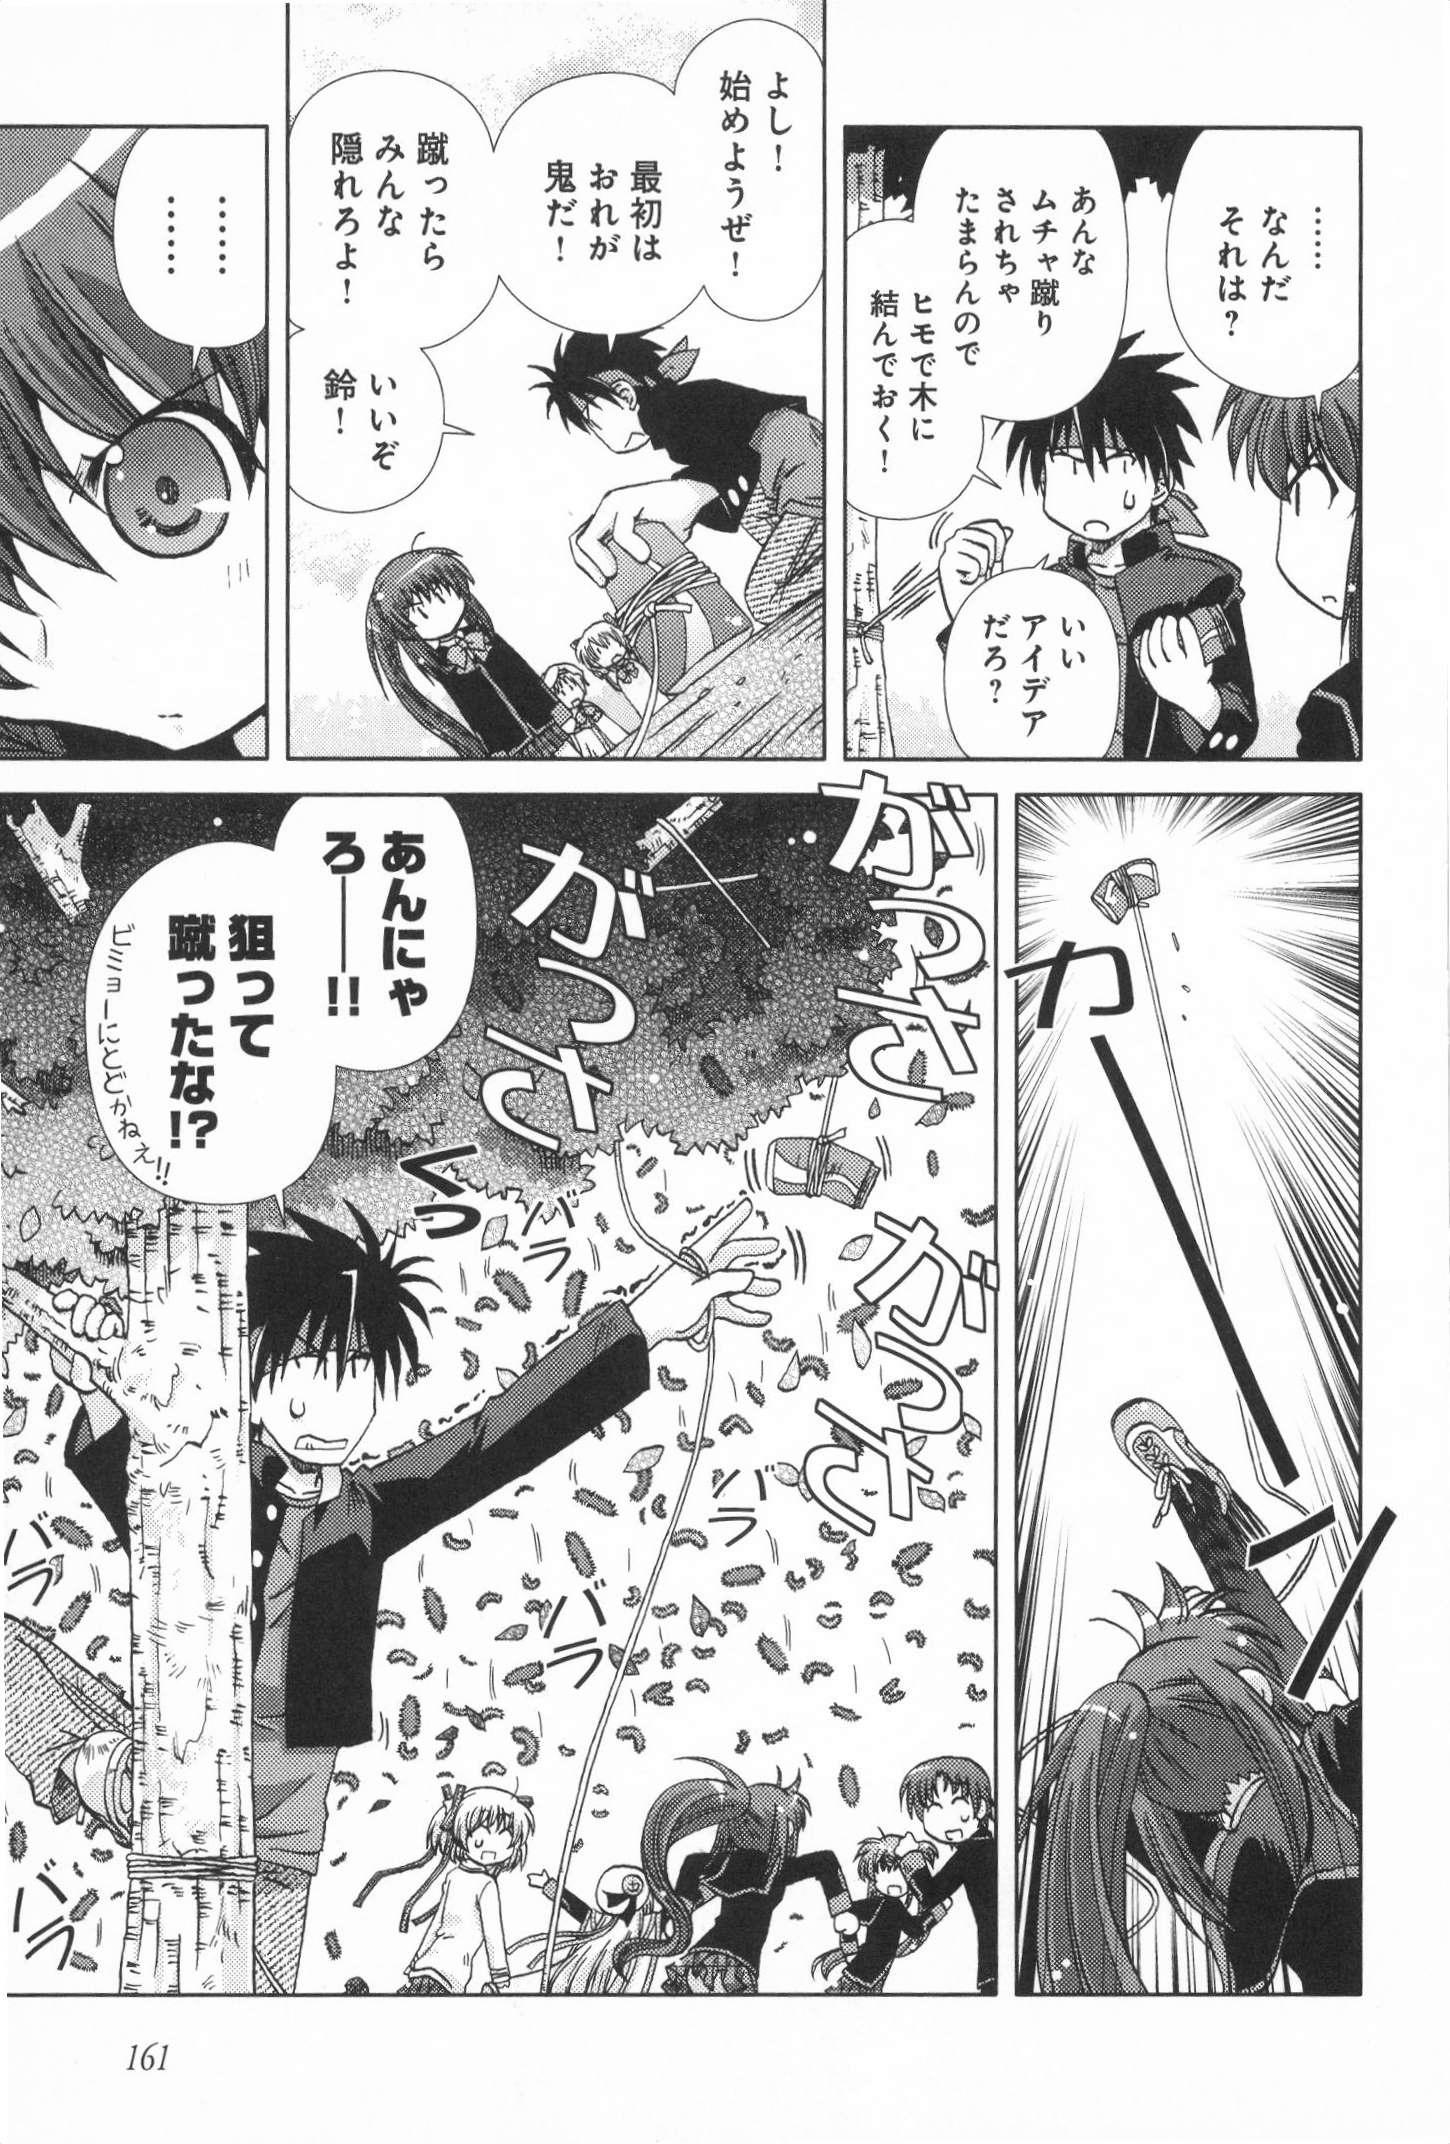 ……
なんだ
それは？
あんな
ムチャ蹴り
されちゃ
たまらんので
ヒモで木に
結んでおく！
いい
アイデア
だろ？
よし！
始めようぜ！
最初は
おれが
鬼だ！
蹴ったら
みんな
隠れろよ！
いいぞ
鈴！
……
……
カーン
がっさ
がっさ
がっさ
あんにゃ
ろ――!!
狙って
蹴ったな!?
ビミョーにとどかねぇ!!
くっ
バラ
バラ
バラ
バラ
バラ
161